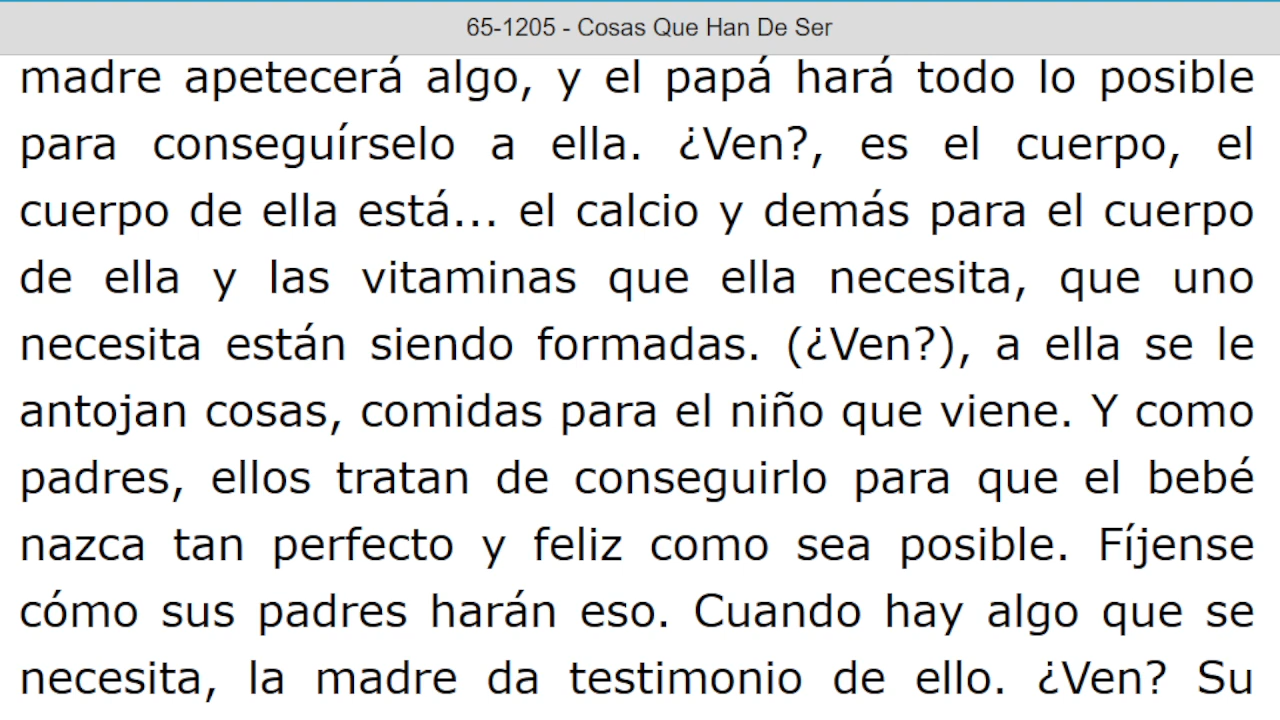 65-1205 - Cosas Que Han De Ser
madre apetecerá algo, y el papá hará todo lo posible
para conseguírselo a ella. ¿Ven?, es el cuerpo, el
cuerpo de ella está... el calcio y demás para el cuerpo
de ella y las vitaminas que ella necesita, que uno
necesita están siendo formadas. (¿Ven?), a ella se le
antojan cosas, comidas para el niño que viene. Y como
padres, ellos tratan de conseguirlo para que el bebé
nazca tan perfecto y feliz como sea posible. Fíjense
cómo sus padres harán eso. Cuando hay algo que se
necesita, la madre da testimonio de ello. ¿Ven? Su